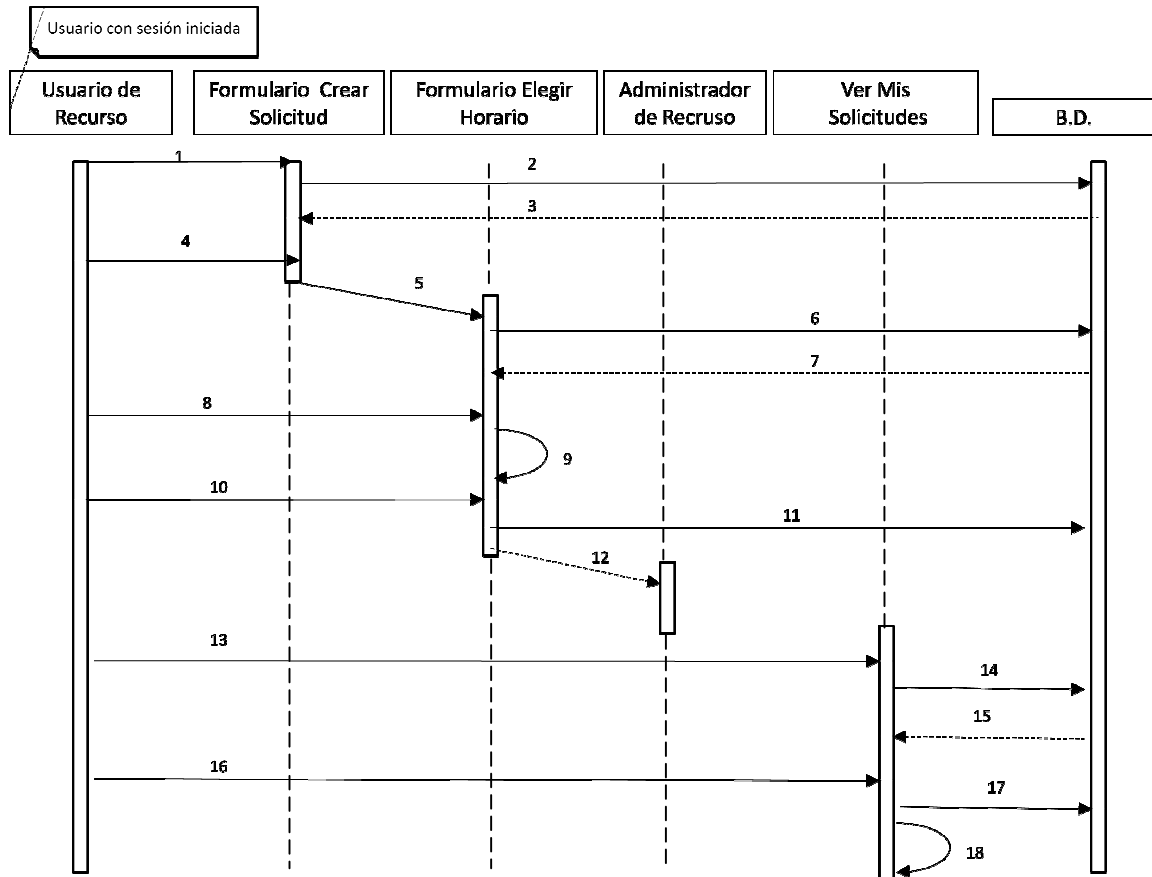 Usuario con sesión iniciada
Usuario de
Recurso
Formulario Crear
Solicitud
Formulario Elegir
Horario
Administrador
de Recruso
Ver Mis
Solicitudes
B.D.
1
2
3
4
5
6
7
8
9
10
11
12
13
14
15
16
17
18